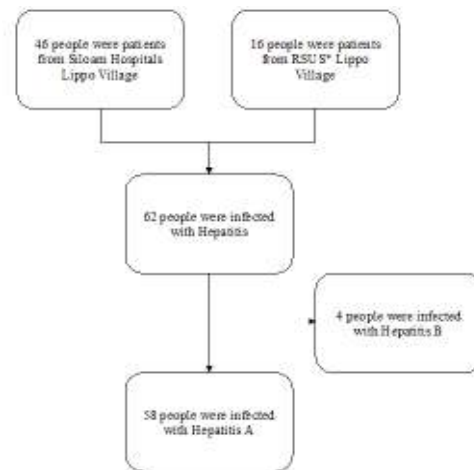 46 people were patients
from Siloam Hospitals
Lippo Village
16 people were patients
from RSUS* Lippo
Village
62 people were infected
with Hepatitis
4 people were infected
with Hepatitis B
58 people were infected
with Hepatitis A